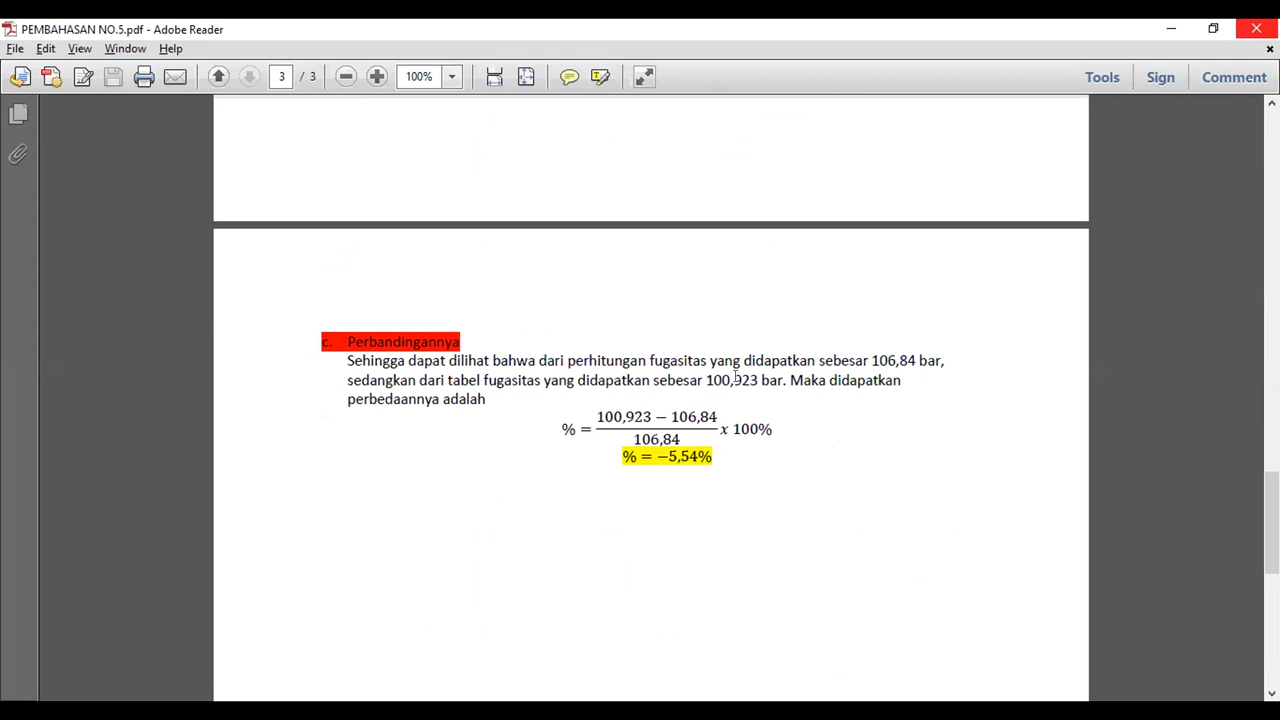 PEMBAHASAN NO.5.pdf - Adobe Reader
File Edit View Window Help
3 / 3 100% Tools Sign Comment
c. Perbandingannya
Sehingga dapat dilihat bahwa dari perhitungan fugasitas yang didapatkan sebesar 106,84 bar,
sedangkan dari tabel fugasitas yang didapatkan sebesar 100,923 bar. Maka didapatkan
perbedaannya adalah
% = (100,923 − 106,84) / 106,84 x 100%
% = −5,54%